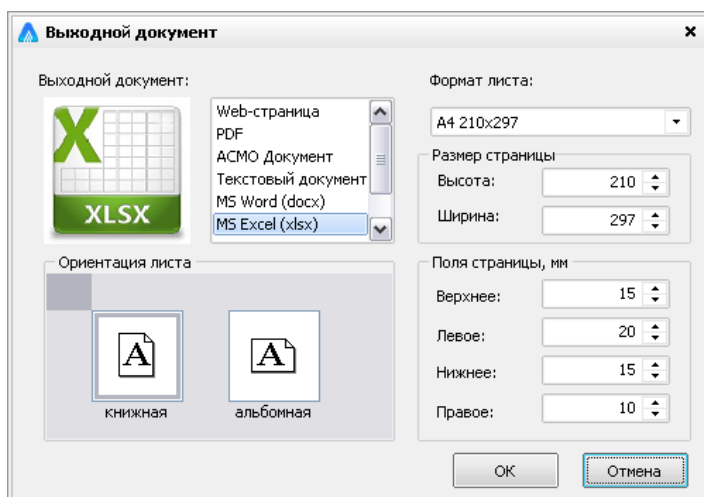 Выходной документ
Выходной документ:
X
XLSX
Web-страница
PDF
АСМО Документ
Текстовый документ
MS Word (docx)
MS Excel (xlsx)
Формат листа:
A4 210x297
Размер страницы
Высота: 210
Ширина: 297
Ориентация листа
A
книжная
A
альбомная
Поля страницы, мм
Верхнее: 15
Левое: 20
Нижнее: 15
Правое: 10
ОК
Отмена